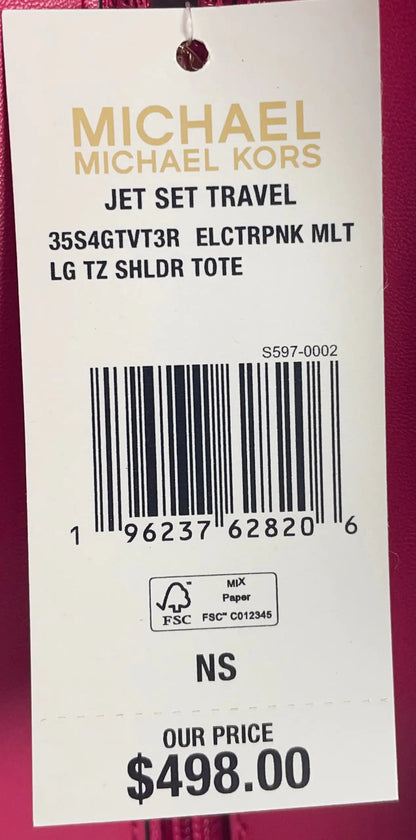 MICHAEL
MICHAEL KORS
JET SET TRAVEL
35S4GTVT3R ELCTRPNK MLT
LG TZ SHLDR TOTE
S597-0002
1 96237 62820 6
FSC™
MIX
Paper
FSC™ C012345
NS
OUR PRICE
$498.00